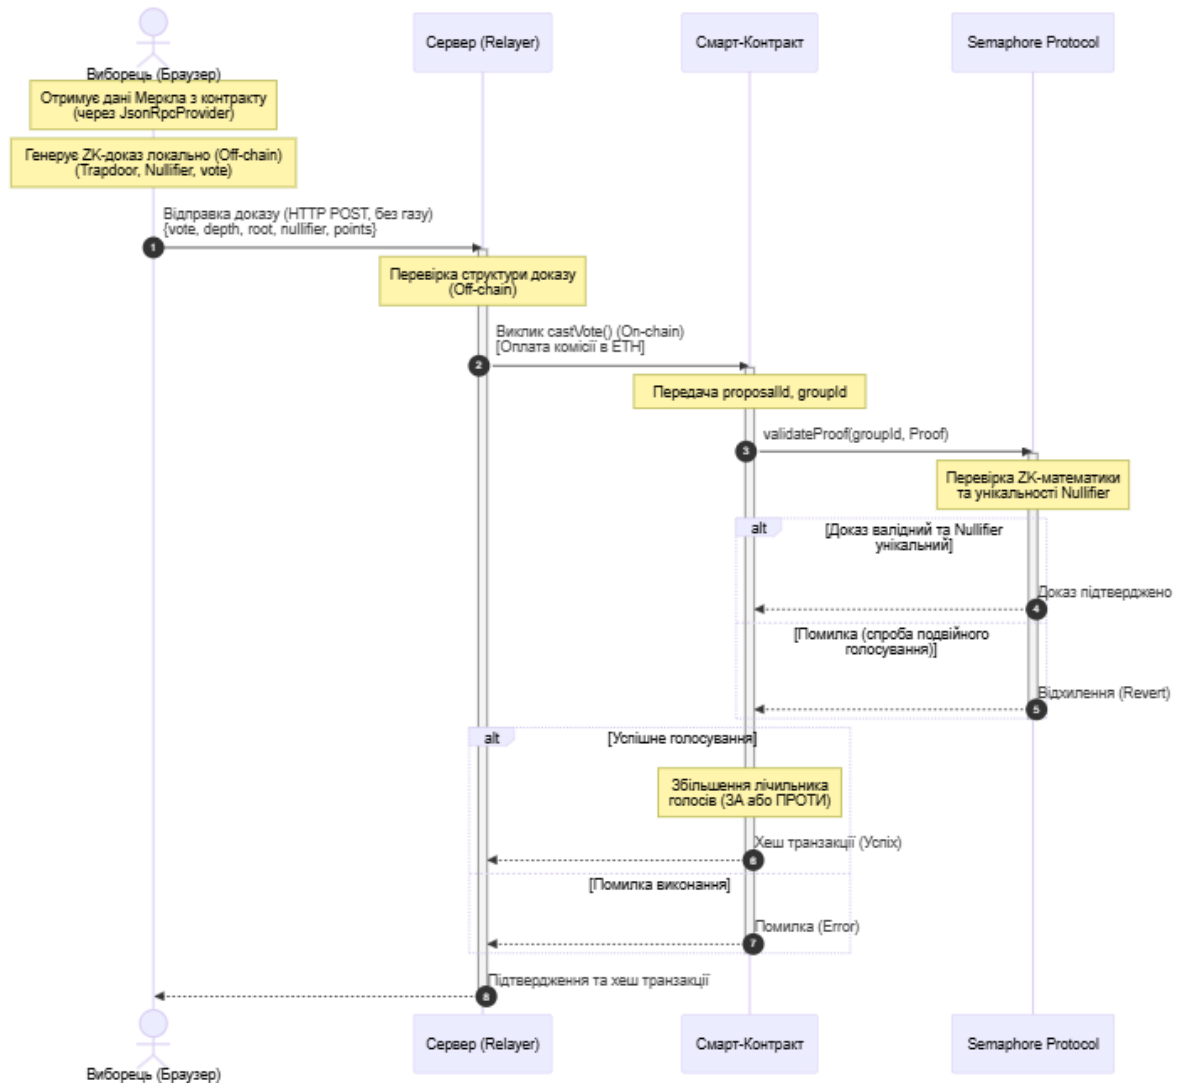 Виборець (Браузер)
Сервер (Relayer)
Смарт-Контракт
Semaphore Protocol
Отримує дані Меркла з контракту
(через JsonRpcProvider)
Генерує ZK-доказ локально (Off-chain)
(Trapdoor, Nullifier, vote)
Відправка доказу (HTTP POST, без газу)
{vote, depth, root, nullifier, points}
1
Перевірка структури доказу
(Off-chain)
Виклик castVote() (On-chain)
[Оплата комісії в ETH]
2
Передача proposalId, groupId
validateProof(groupId, Proof)
3
Перевірка ZK-математики
та унікальності Nullifier
alt
[Доказ валідний та Nullifier
унікальний]
Доказ підтверджено
4
[Помилка (спроба подвійного
голосування)]
Відхилення (Revert)
5
alt
[Успішне голосування]
Збільшення лічильника
голосів (ЗА або ПРОТИ)
Хеш транзакції (Успіх)
6
[Помилка виконання]
Помилка (Error)
7
Підтвердження та хеш транзакції
8
Виборець (Браузер)
Сервер (Relayer)
Смарт-Контракт
Semaphore Protocol